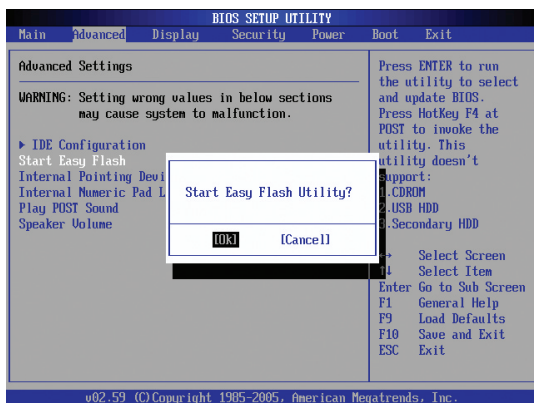 BIOS SETUP UTILITY
Main Advanced Display Security Power Boot Exit
Advanced Settings
WARNING: Setting wrong values in below sections
may cause system to malfunction.
▶ IDE Configuration
Start Easy Flash
Internal Pointing Devi
Internal Numeric Pad L
Play POST Sound
Speaker Volume
Start Easy Flash Utility?
[Ok] [Cancel]
Press ENTER to run
the utility to select
and update BIOS.
Press HotKey F4 at
POST to invoke the
utility. This
utility doesn't
support:
1.CDROM
2.USB HDD
3.Secondary HDD
↔ Select Screen
↑↓ Select Item
Enter Go to Sub Screen
F1 General Help
F9 Load Defaults
F10 Save and Exit
ESC Exit
v02.59 (C)Copyright 1985-2005, American Megatrends, Inc.